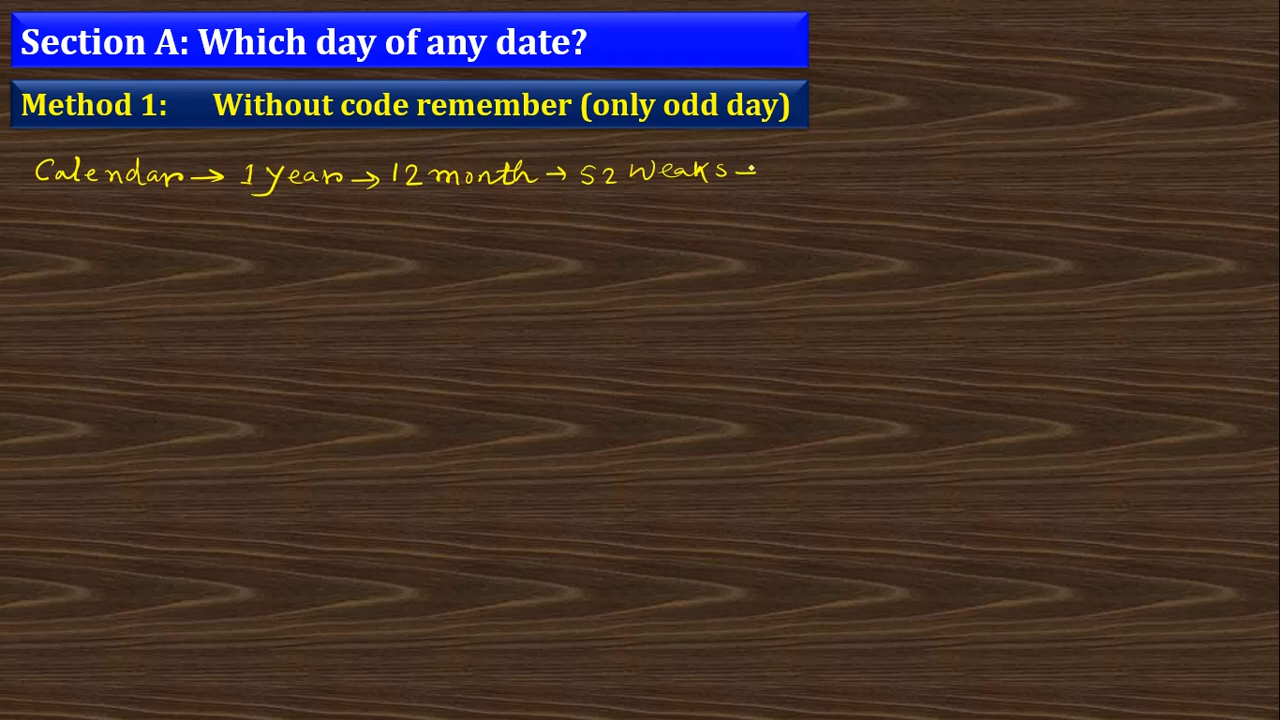 Section A: Which day of any date?
Method 1: Without code remember (only odd day)
Calendar → 1 year → 12 month → 52 Weaks -